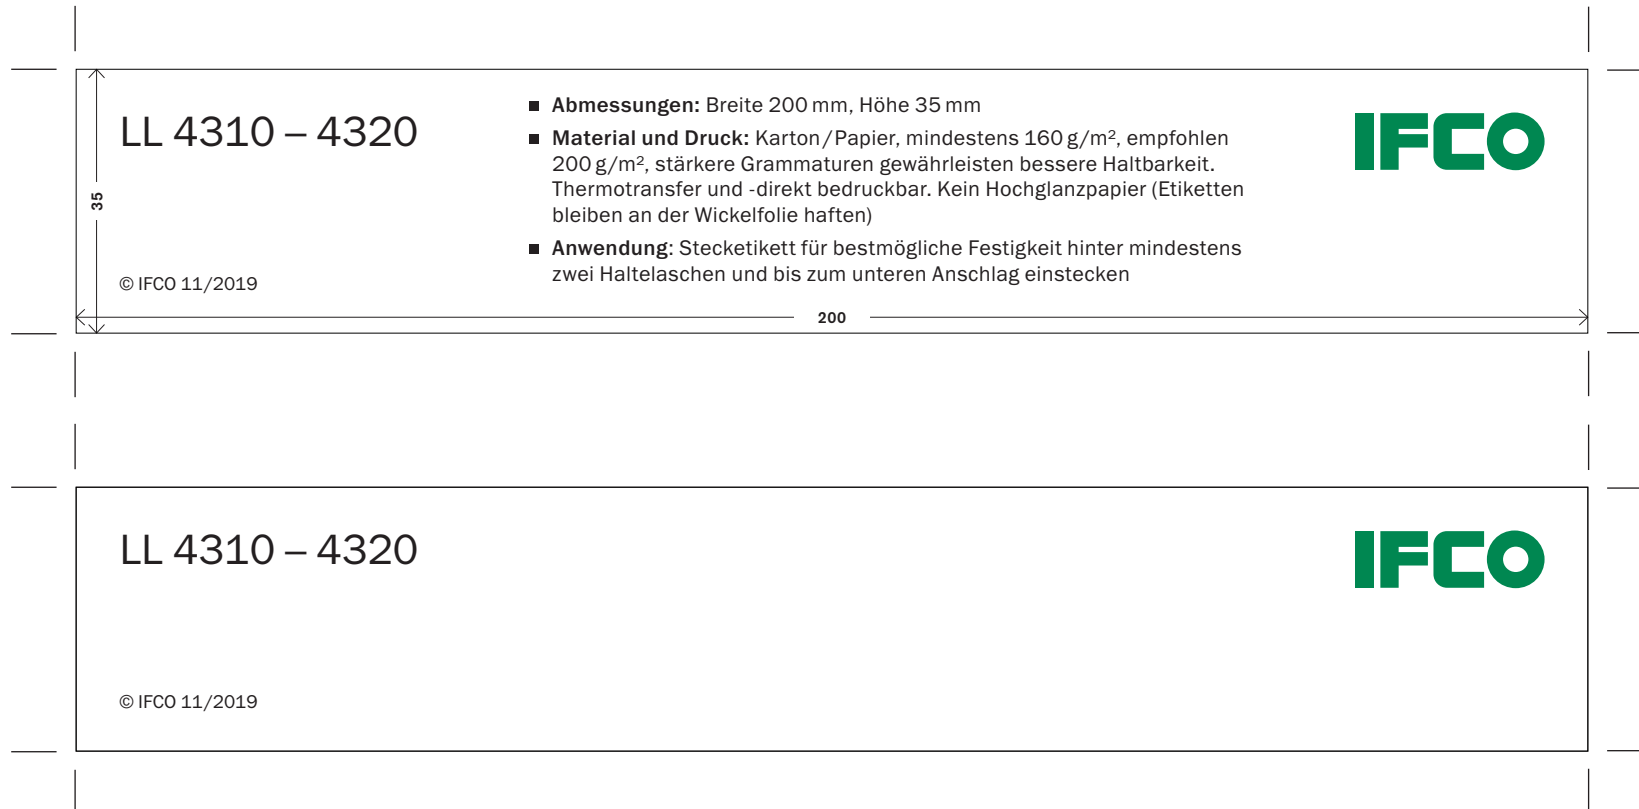 LL 4310 – 4320
■ Abmessungen: Breite 200 mm, Höhe 35 mm
■ Material und Druck: Karton/Papier, mindestens 160 g/m², empfohlen
200 g/m², stärkere Grammaturen gewährleisten bessere Haltbarkeit.
Thermotransfer und -direkt bedruckbar. Kein Hochglanzpapier (Etiketten
bleiben an der Wickelfolie haften)
■ Anwendung: Stecketikett für bestmögliche Festigkeit hinter mindestens
zwei Haltelaschen und bis zum unteren Anschlag einstecken
IFCO
35
© IFCO 11/2019
200
LL 4310 – 4320
IFCO
© IFCO 11/2019